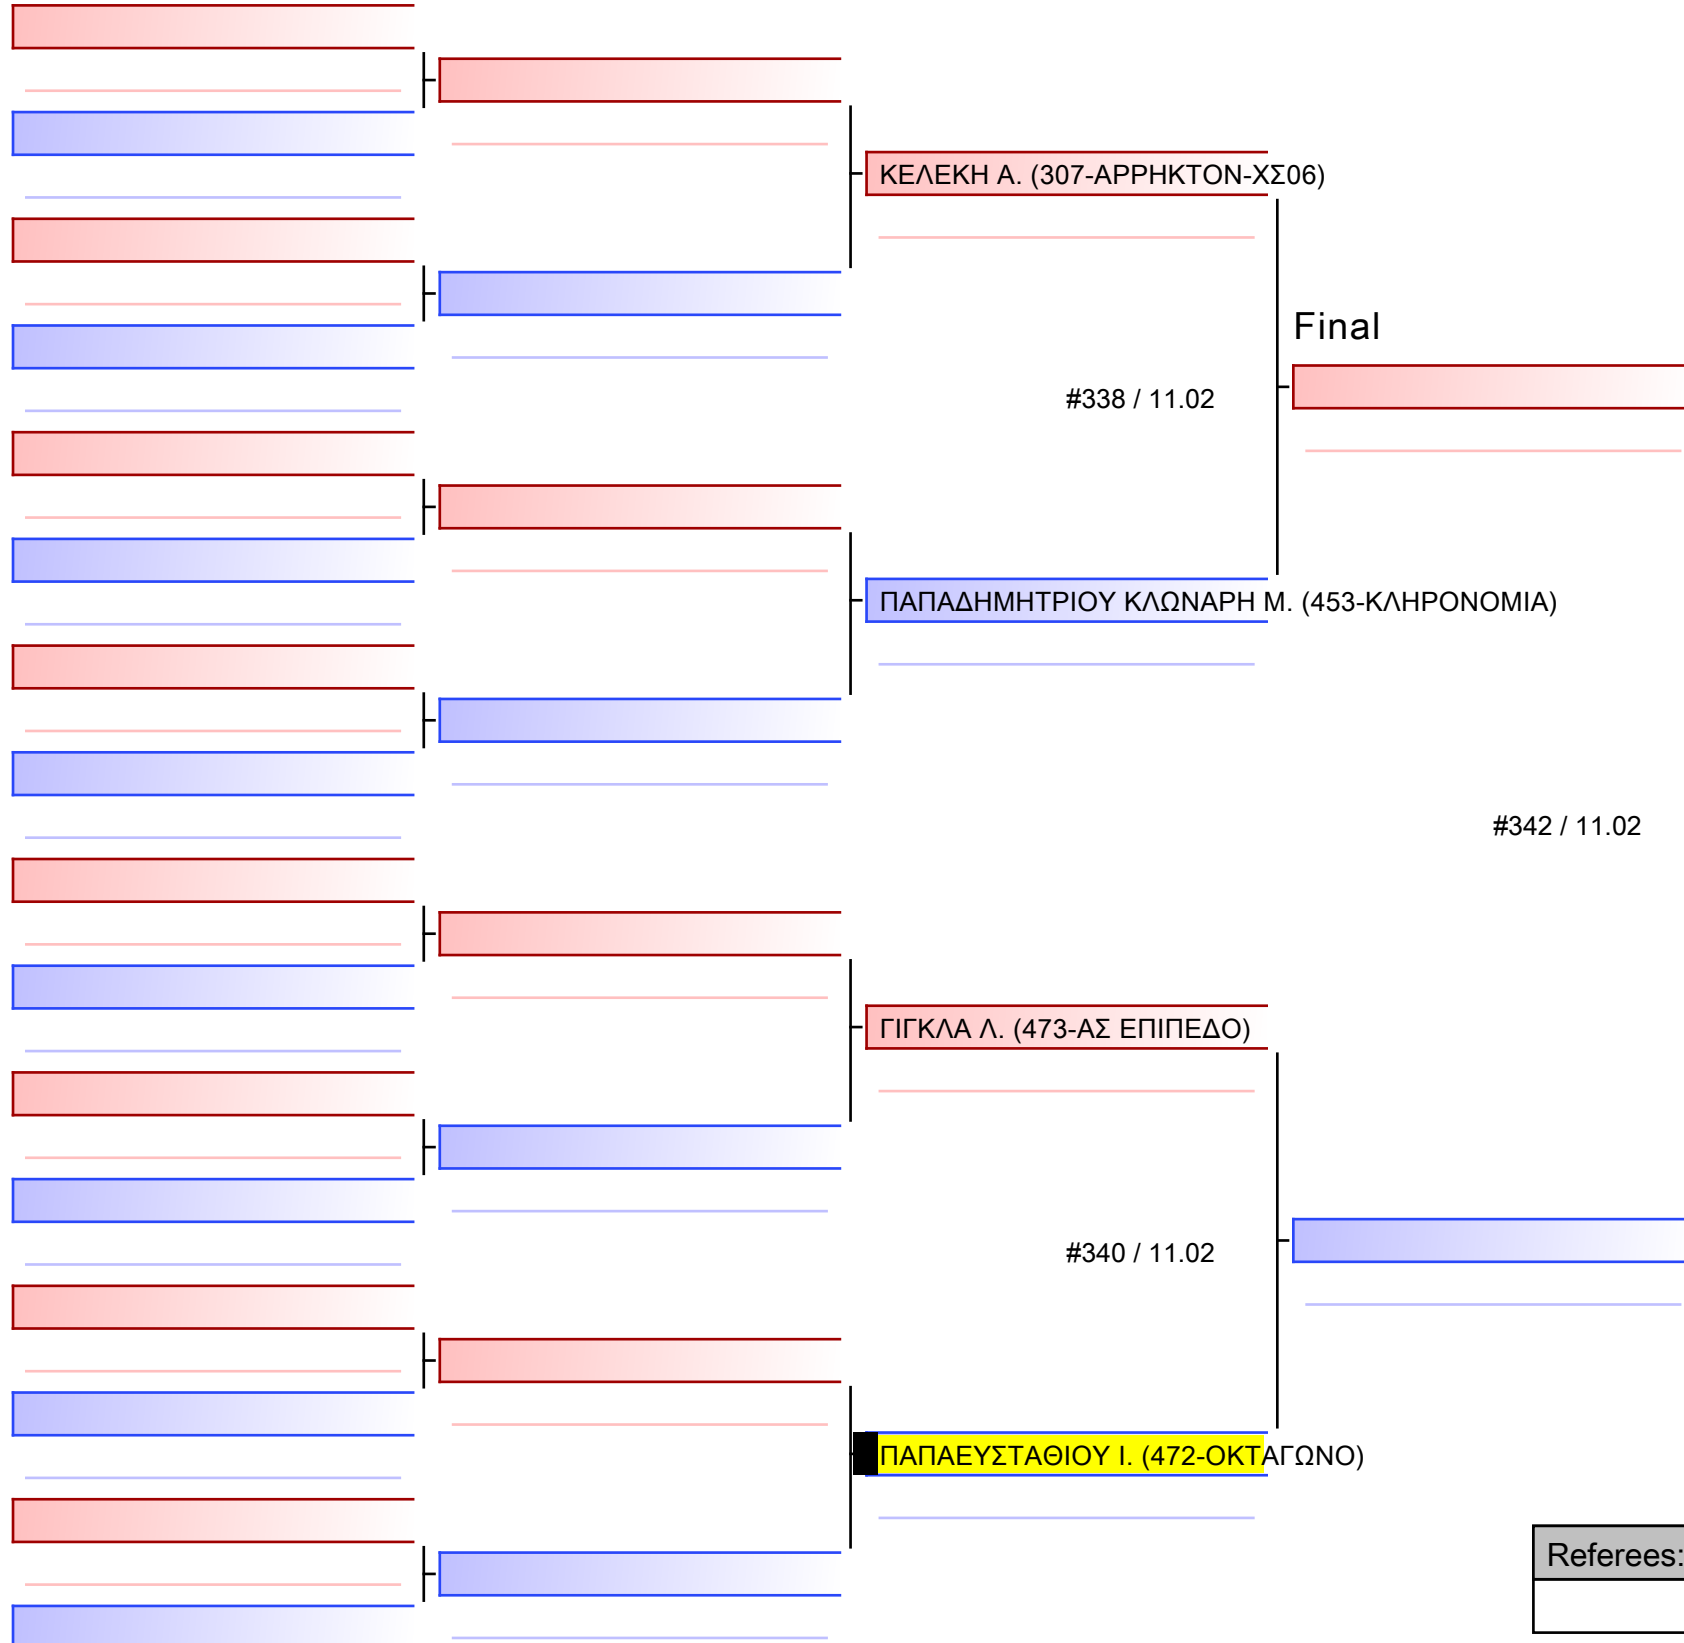 ΚΕΛΕΚΗ Α. (307-ΑΡΡΗΚΤΟΝ-ΧΣ06)
Final
#338 / 11.02
ΠΑΠΑΔΗΜΗΤΡΙΟΥ ΚΛΩΝΑΡΗ Μ. (453-ΚΛΗΡΟΝΟΜΙΑ)
#342 / 11.02
ΓΙΓΚΛΑ Λ. (473-ΑΣ ΕΠΙΠΕΔΟ)
#340 / 11.02
ΠΑΠΑΕΥΣΤΑΘΙΟΥ Ι. (472-ΟΚΤΑΓΩΝΟ)
Referees: